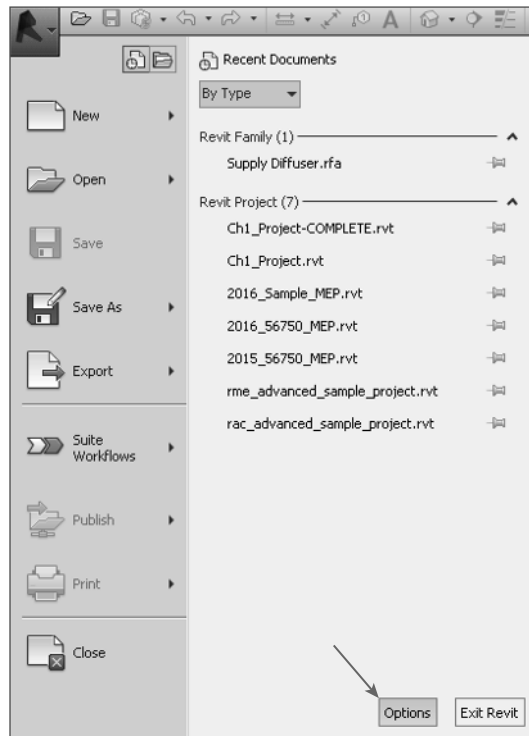 Recent Documents
By Type
New
Revit Family (1)
Supply Diffuser.rfa
Open
Revit Project (7)
Ch1_Project-COMPLETE.rvt
Save
Ch1_Project.rvt
2016_Sample_MEP.rvt
Save As
2016_56750_MEP.rvt
2015_56750_MEP.rvt
Export
rme_advanced_sample_project.rvt
rac_advanced_sample_project.rvt
Suite
Workflows
Publish
Print
Close
Options
Exit Revit